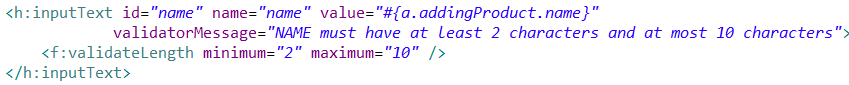 <h:inputText id="name" name="name" value="#{a.addingProduct.name}"
validatorMessage="NAME must have at least 2 characters and at most 10 characters">
<f:validateLength minimum="2" maximum="10" />
</h:inputText>